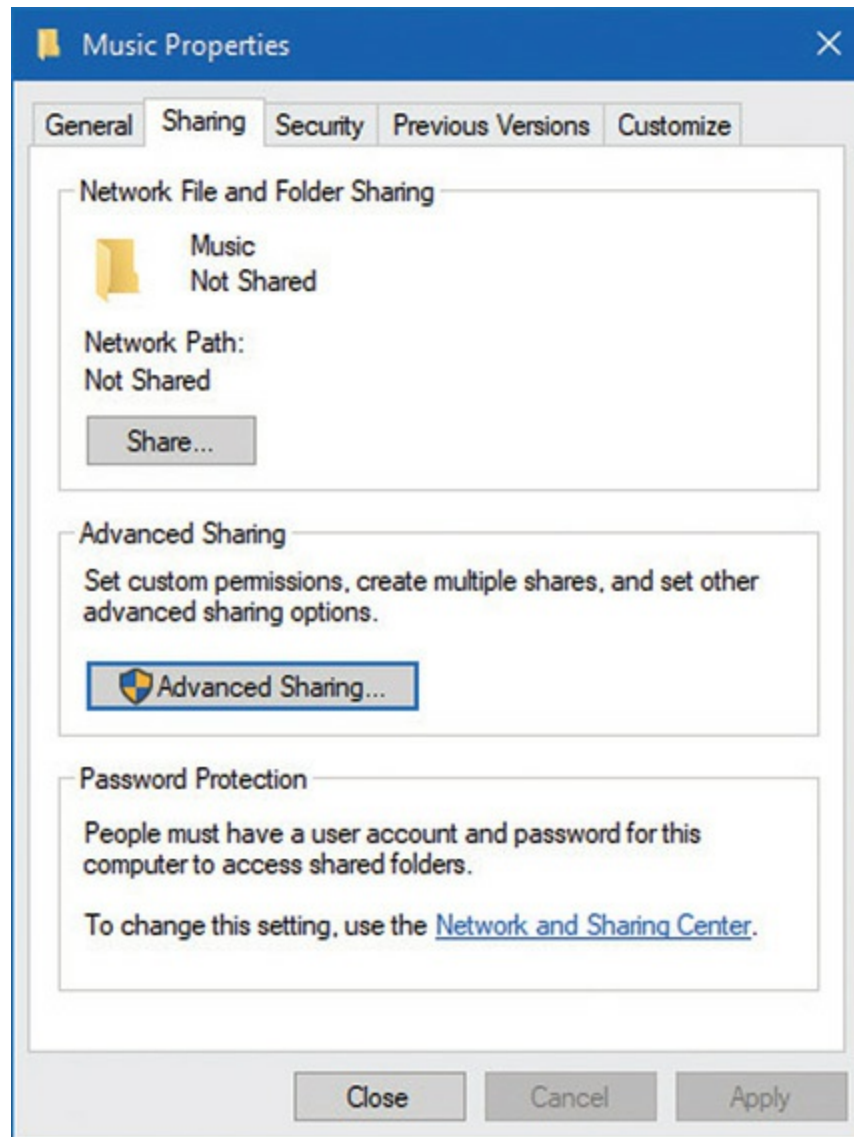 Music Properties
General Sharing Security Previous Versions Customize
Network File and Folder Sharing
Music
Not Shared
Network Path:
Not Shared
Share...
Advanced Sharing
Set custom permissions, create multiple shares, and set other
advanced sharing options.
Advanced Sharing...
Password Protection
People must have a user account and password for this
computer to access shared folders.
To change this setting, use the Network and Sharing Center.
Close Cancel Apply